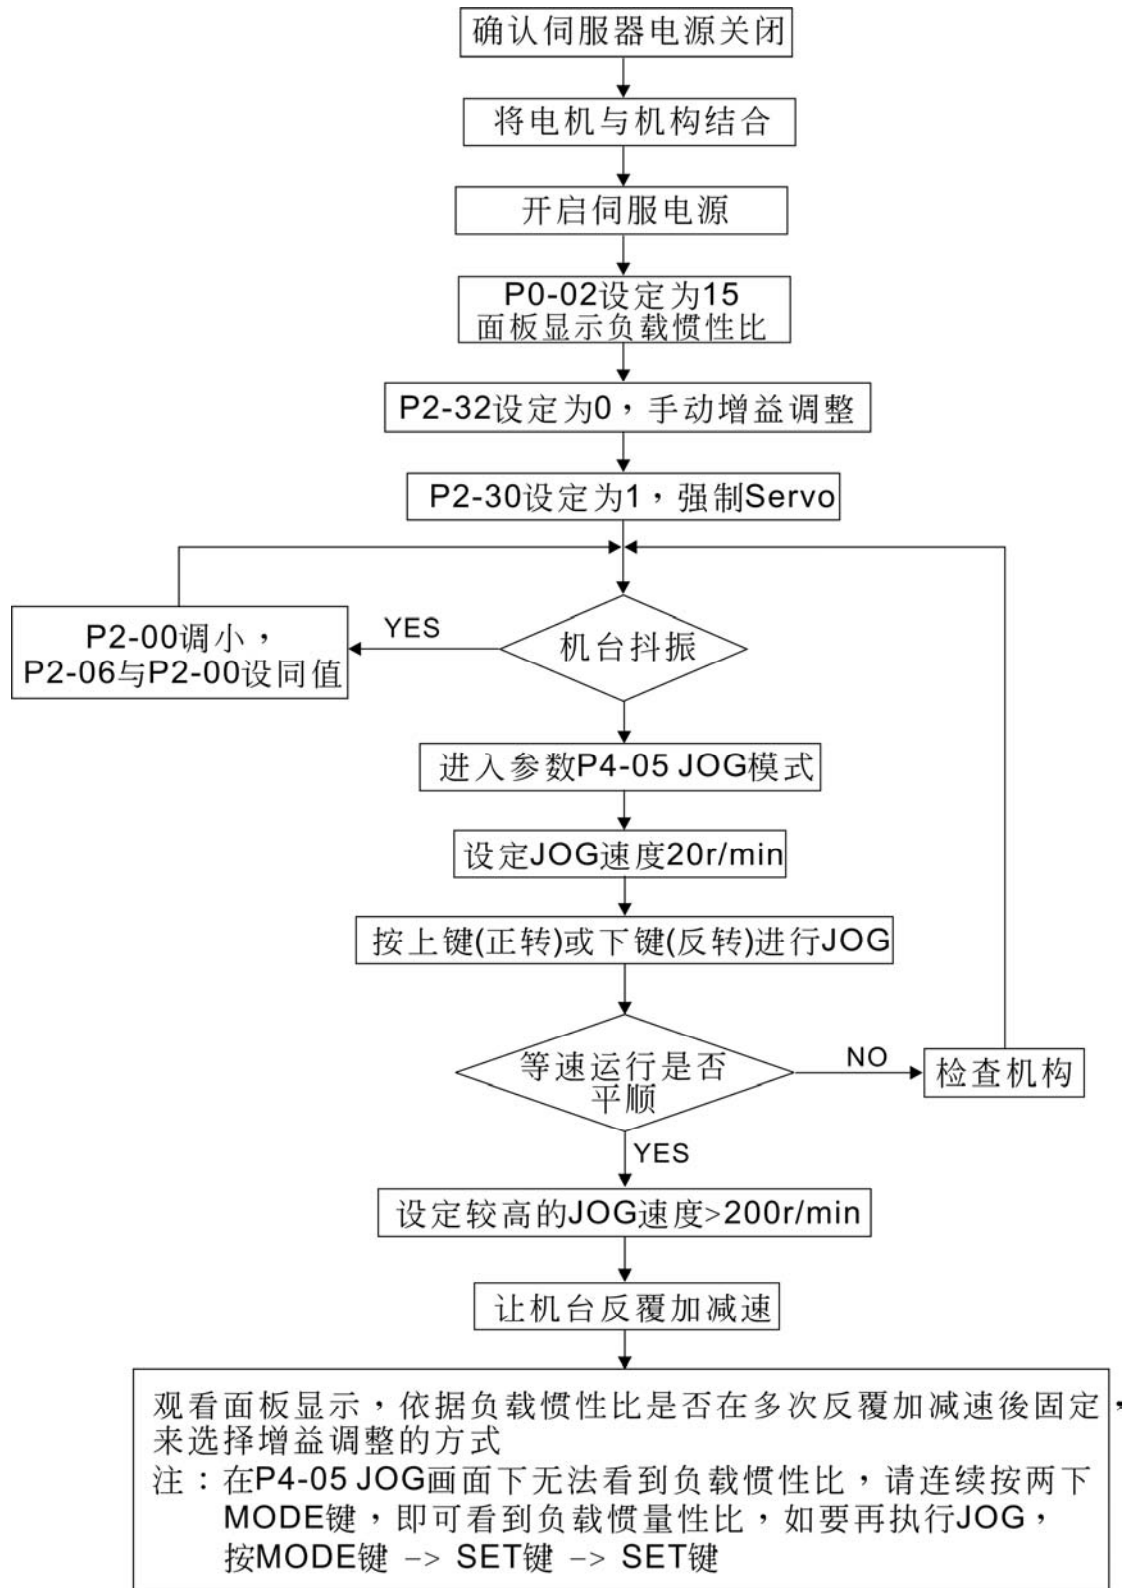 确认伺服器电源关闭
将电机与机构结合
开启伺服电源
P0-02设定为15
面板显示负载惯性比
P2-32设定为0，手动增益调整
P2-30设定为1，强制Servo
机台抖振
YES
P2-00调小，
P2-06与P2-00设同值
进入参数P4-05 JOG模式
设定JOG速度20r/min
按上键(正转)或下键(反转)进行JOG
等速运行是否
平顺
NO
检查机构
YES
设定较高的JOG速度>200r/min
让机台反覆加减速
观看面板显示，依据负载惯性比是否在多次反覆加减速後固定，
来选择增益调整的方式
注：在P4-05 JOG画面下无法看到负载惯性比，请连续按两下
MODE键，即可看到负载惯量性比，如要再执行JOG，
按MODE键 –> SET键 –> SET键